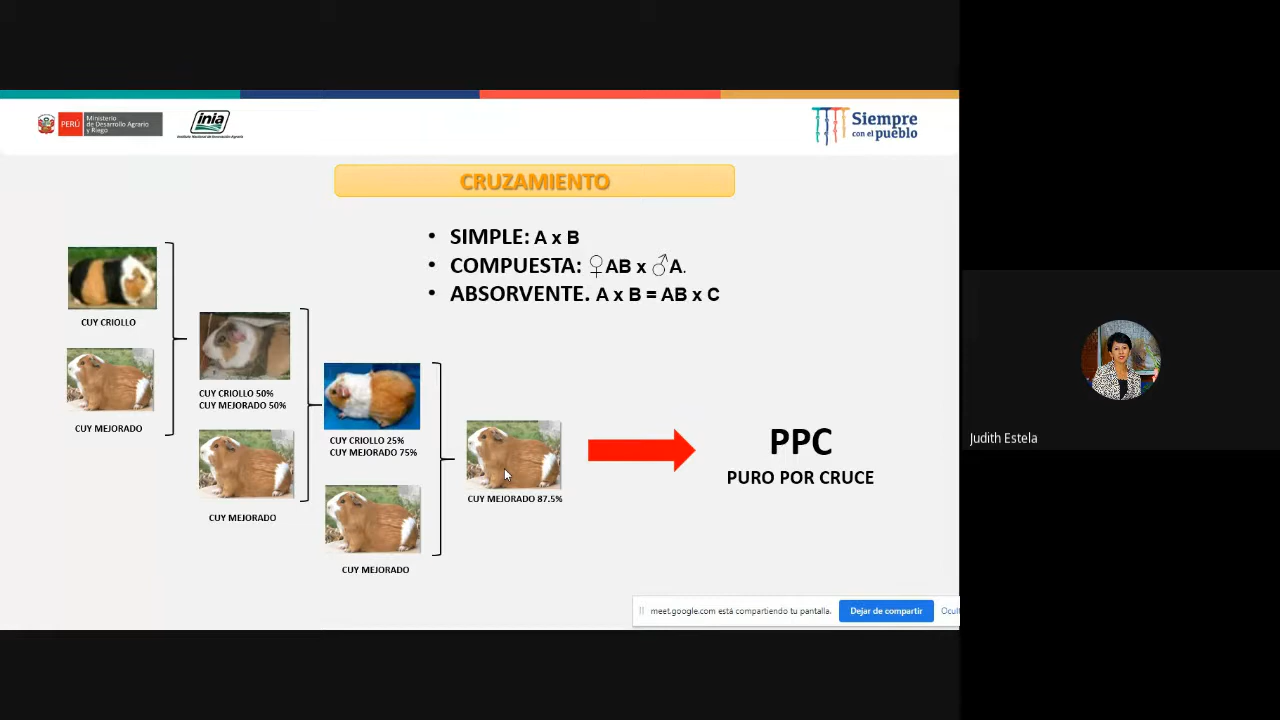 PERÚ
Ministerio
de Desarrollo Agrario
y Riego
inia
Instituto Nacional de Innovación Agraria
Siempre
con el pueblo
CRUZAMIENTO
• SIMPLE: A x B
• COMPUESTA: ♀AB x ♂A.
• ABSORVENTE. A x B = AB x C
CUY CRIOLLO
CUY MEJORADO
CUY CRIOLLO 50%
CUY MEJORADO 50%
CUY MEJORADO
CUY CRIOLLO 25%
CUY MEJORADO 75%
CUY MEJORADO
CUY MEJORADO 87.5%
PPC
PURO POR CRUCE
Judith Estela
meet.google.com está compartiendo tu pantalla.
Dejar de compartir
Ocult